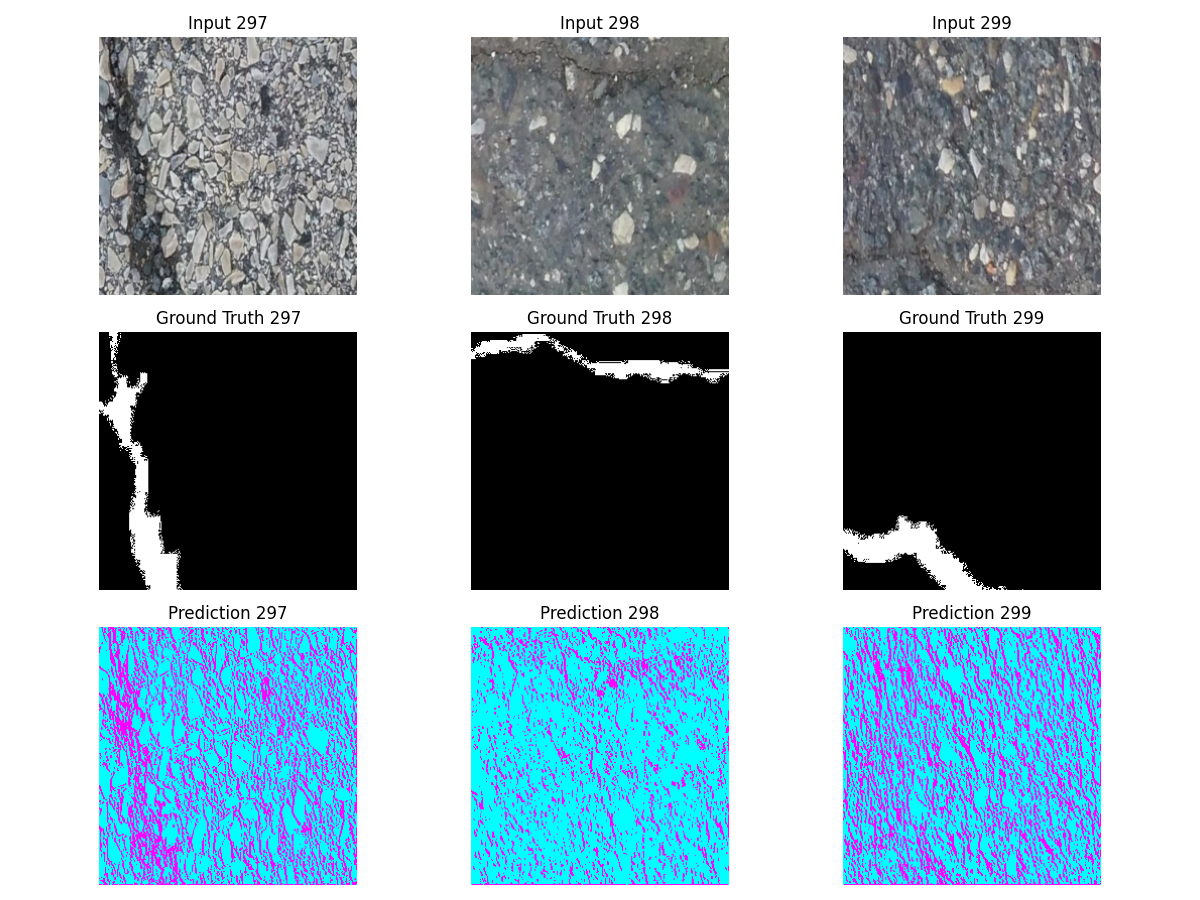 Input 297
Input 298
Input 299
Ground Truth 297
Ground Truth 298
Ground Truth 299
Prediction 297
Prediction 298
Prediction 299